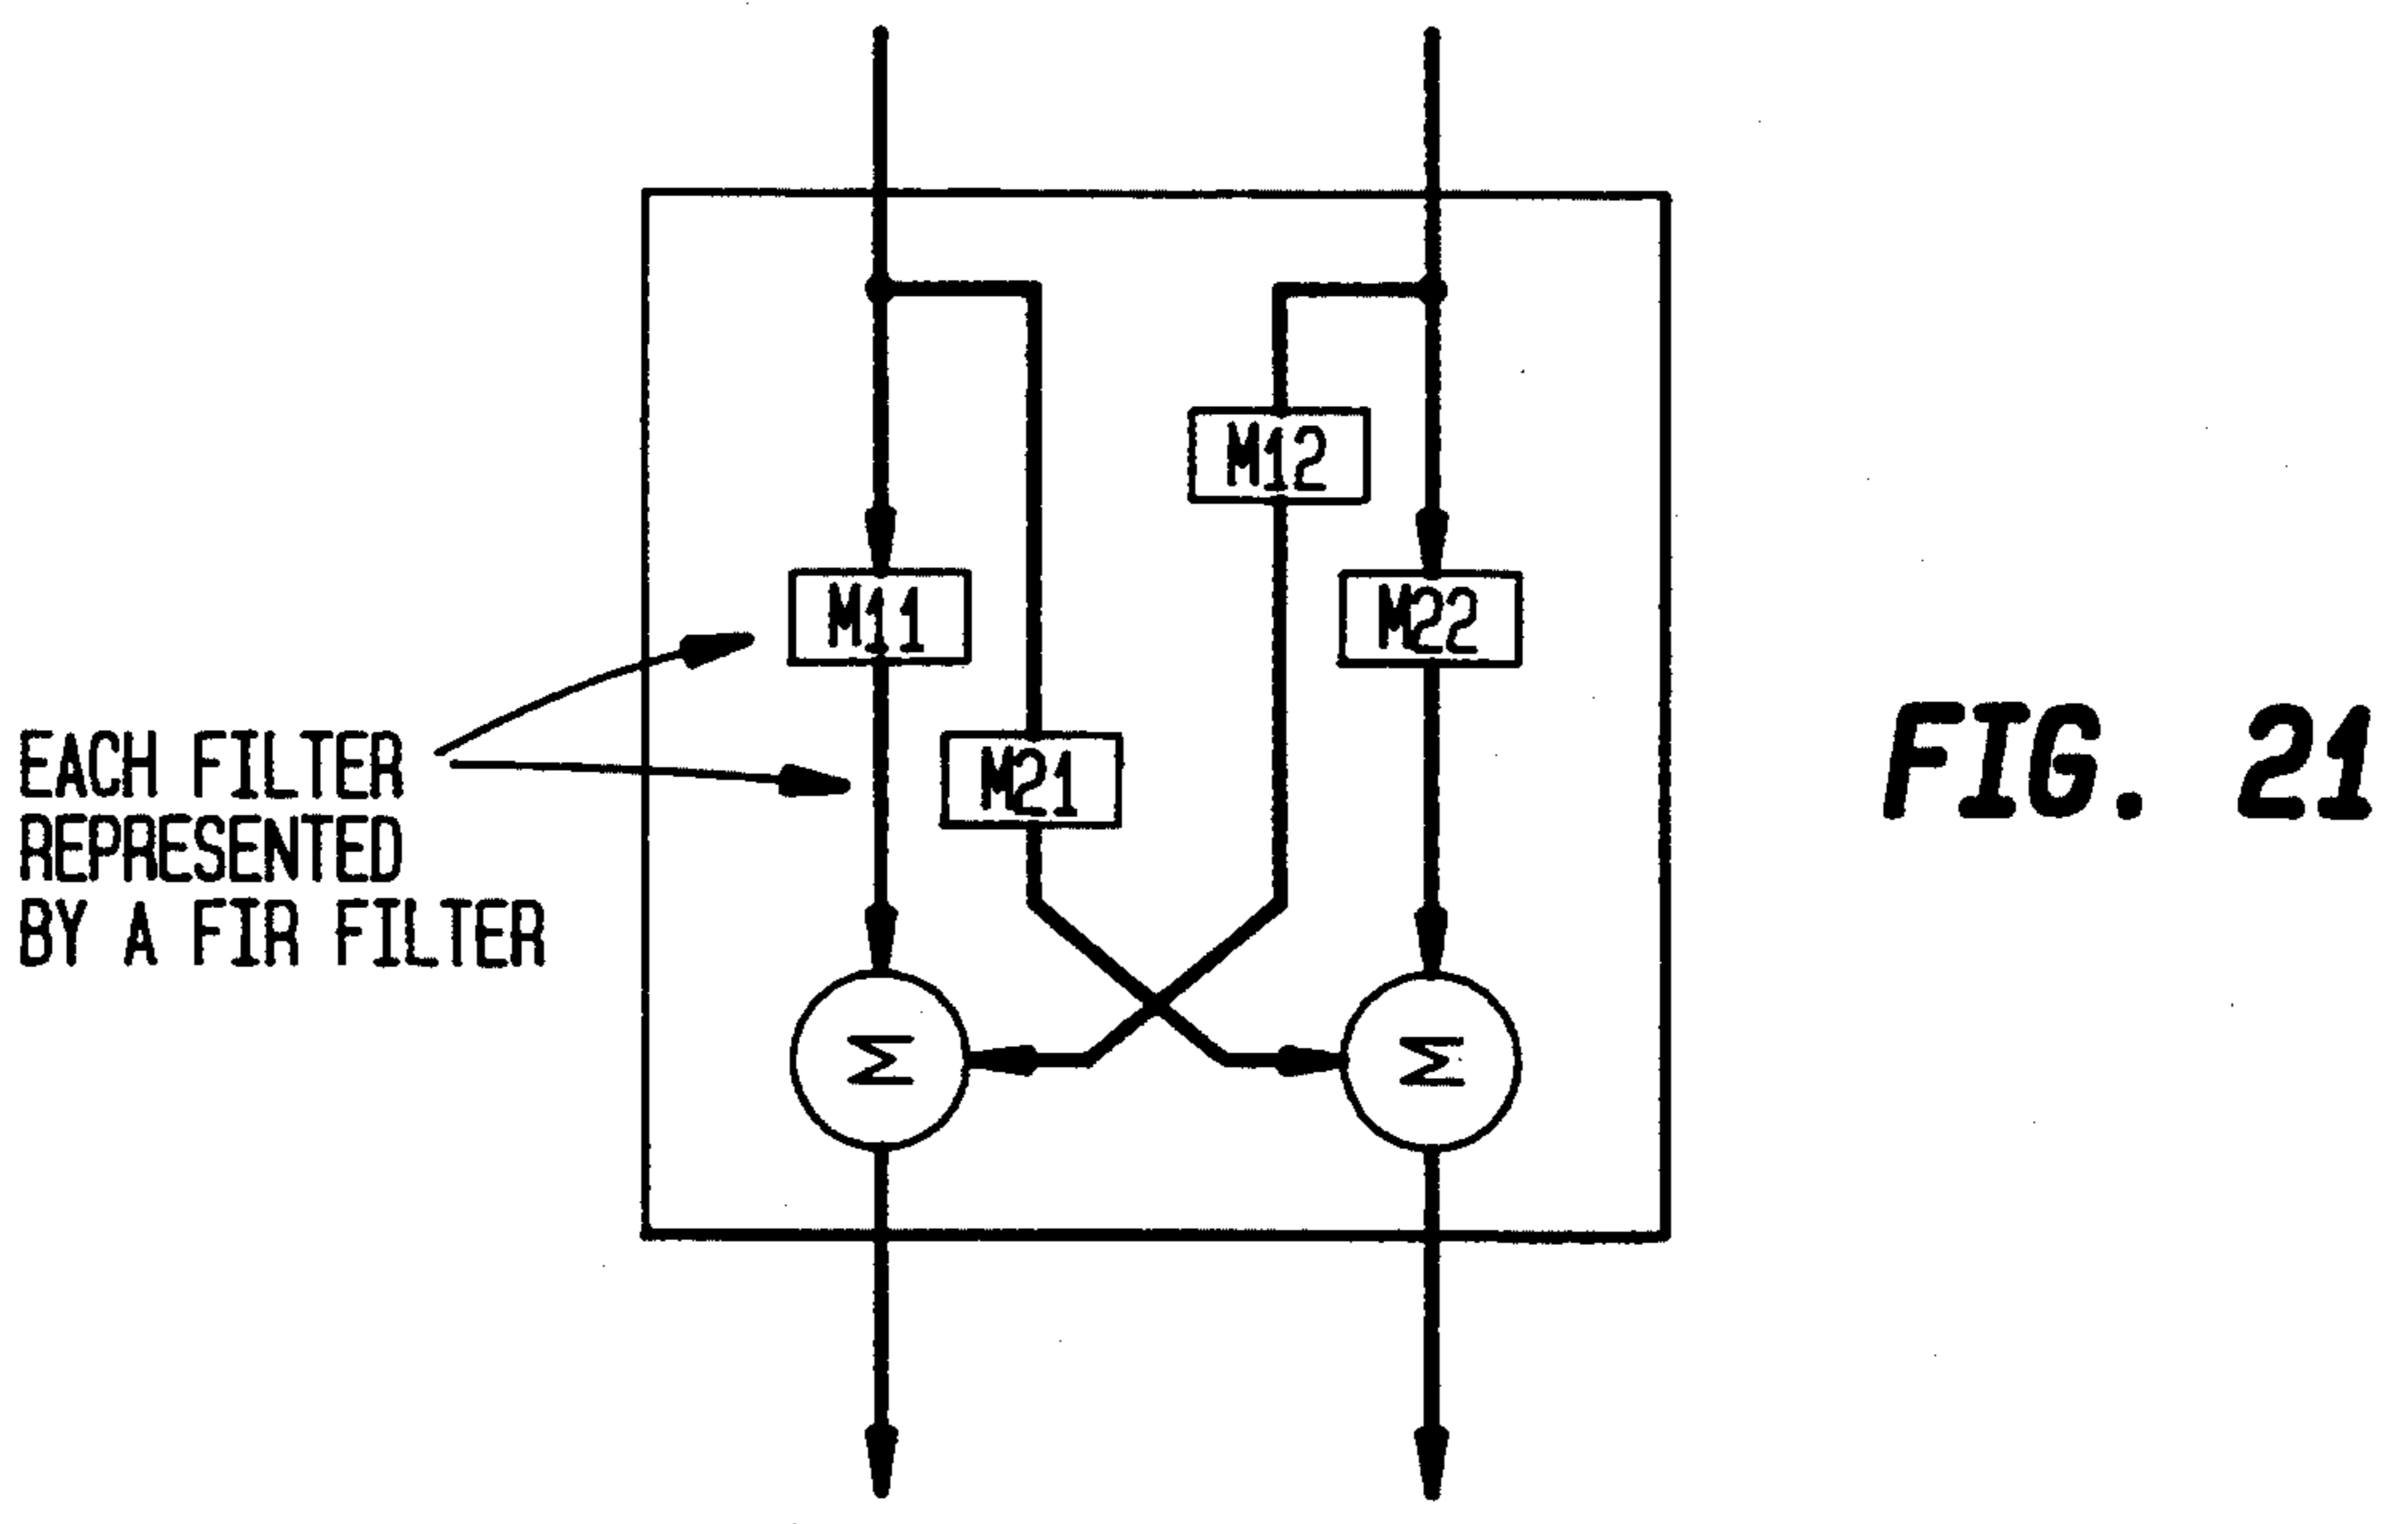 M12
M11
M22
M21
EACH FILTER
REPRESENTED
BY A FIR FILTER
Σ
Σ
FIG. 21